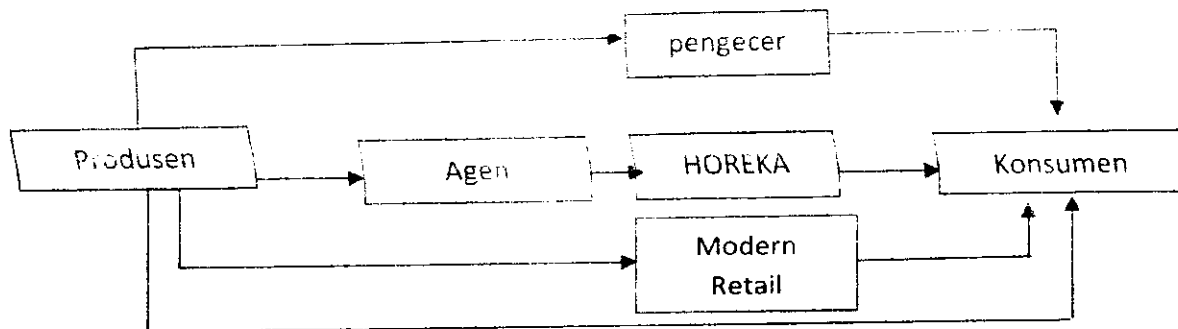 pengecer
Produsen
Agen
HOREKA
Konsumen
Modern
Retail